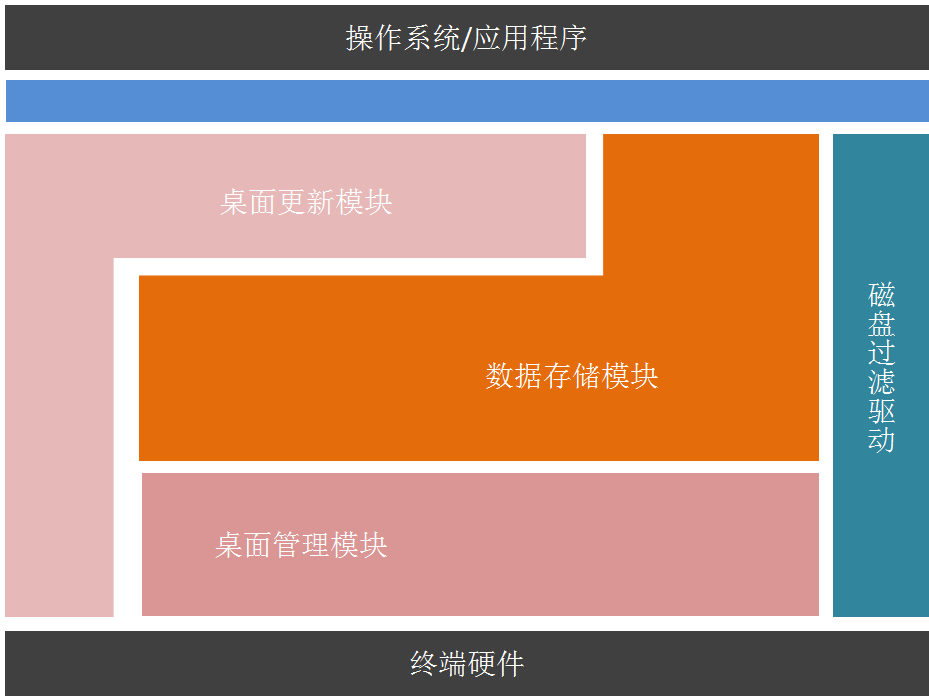 操作系统/应用程序
桌面更新模块
数据存储模块
磁盘过滤驱动
桌面管理模块
终端硬件